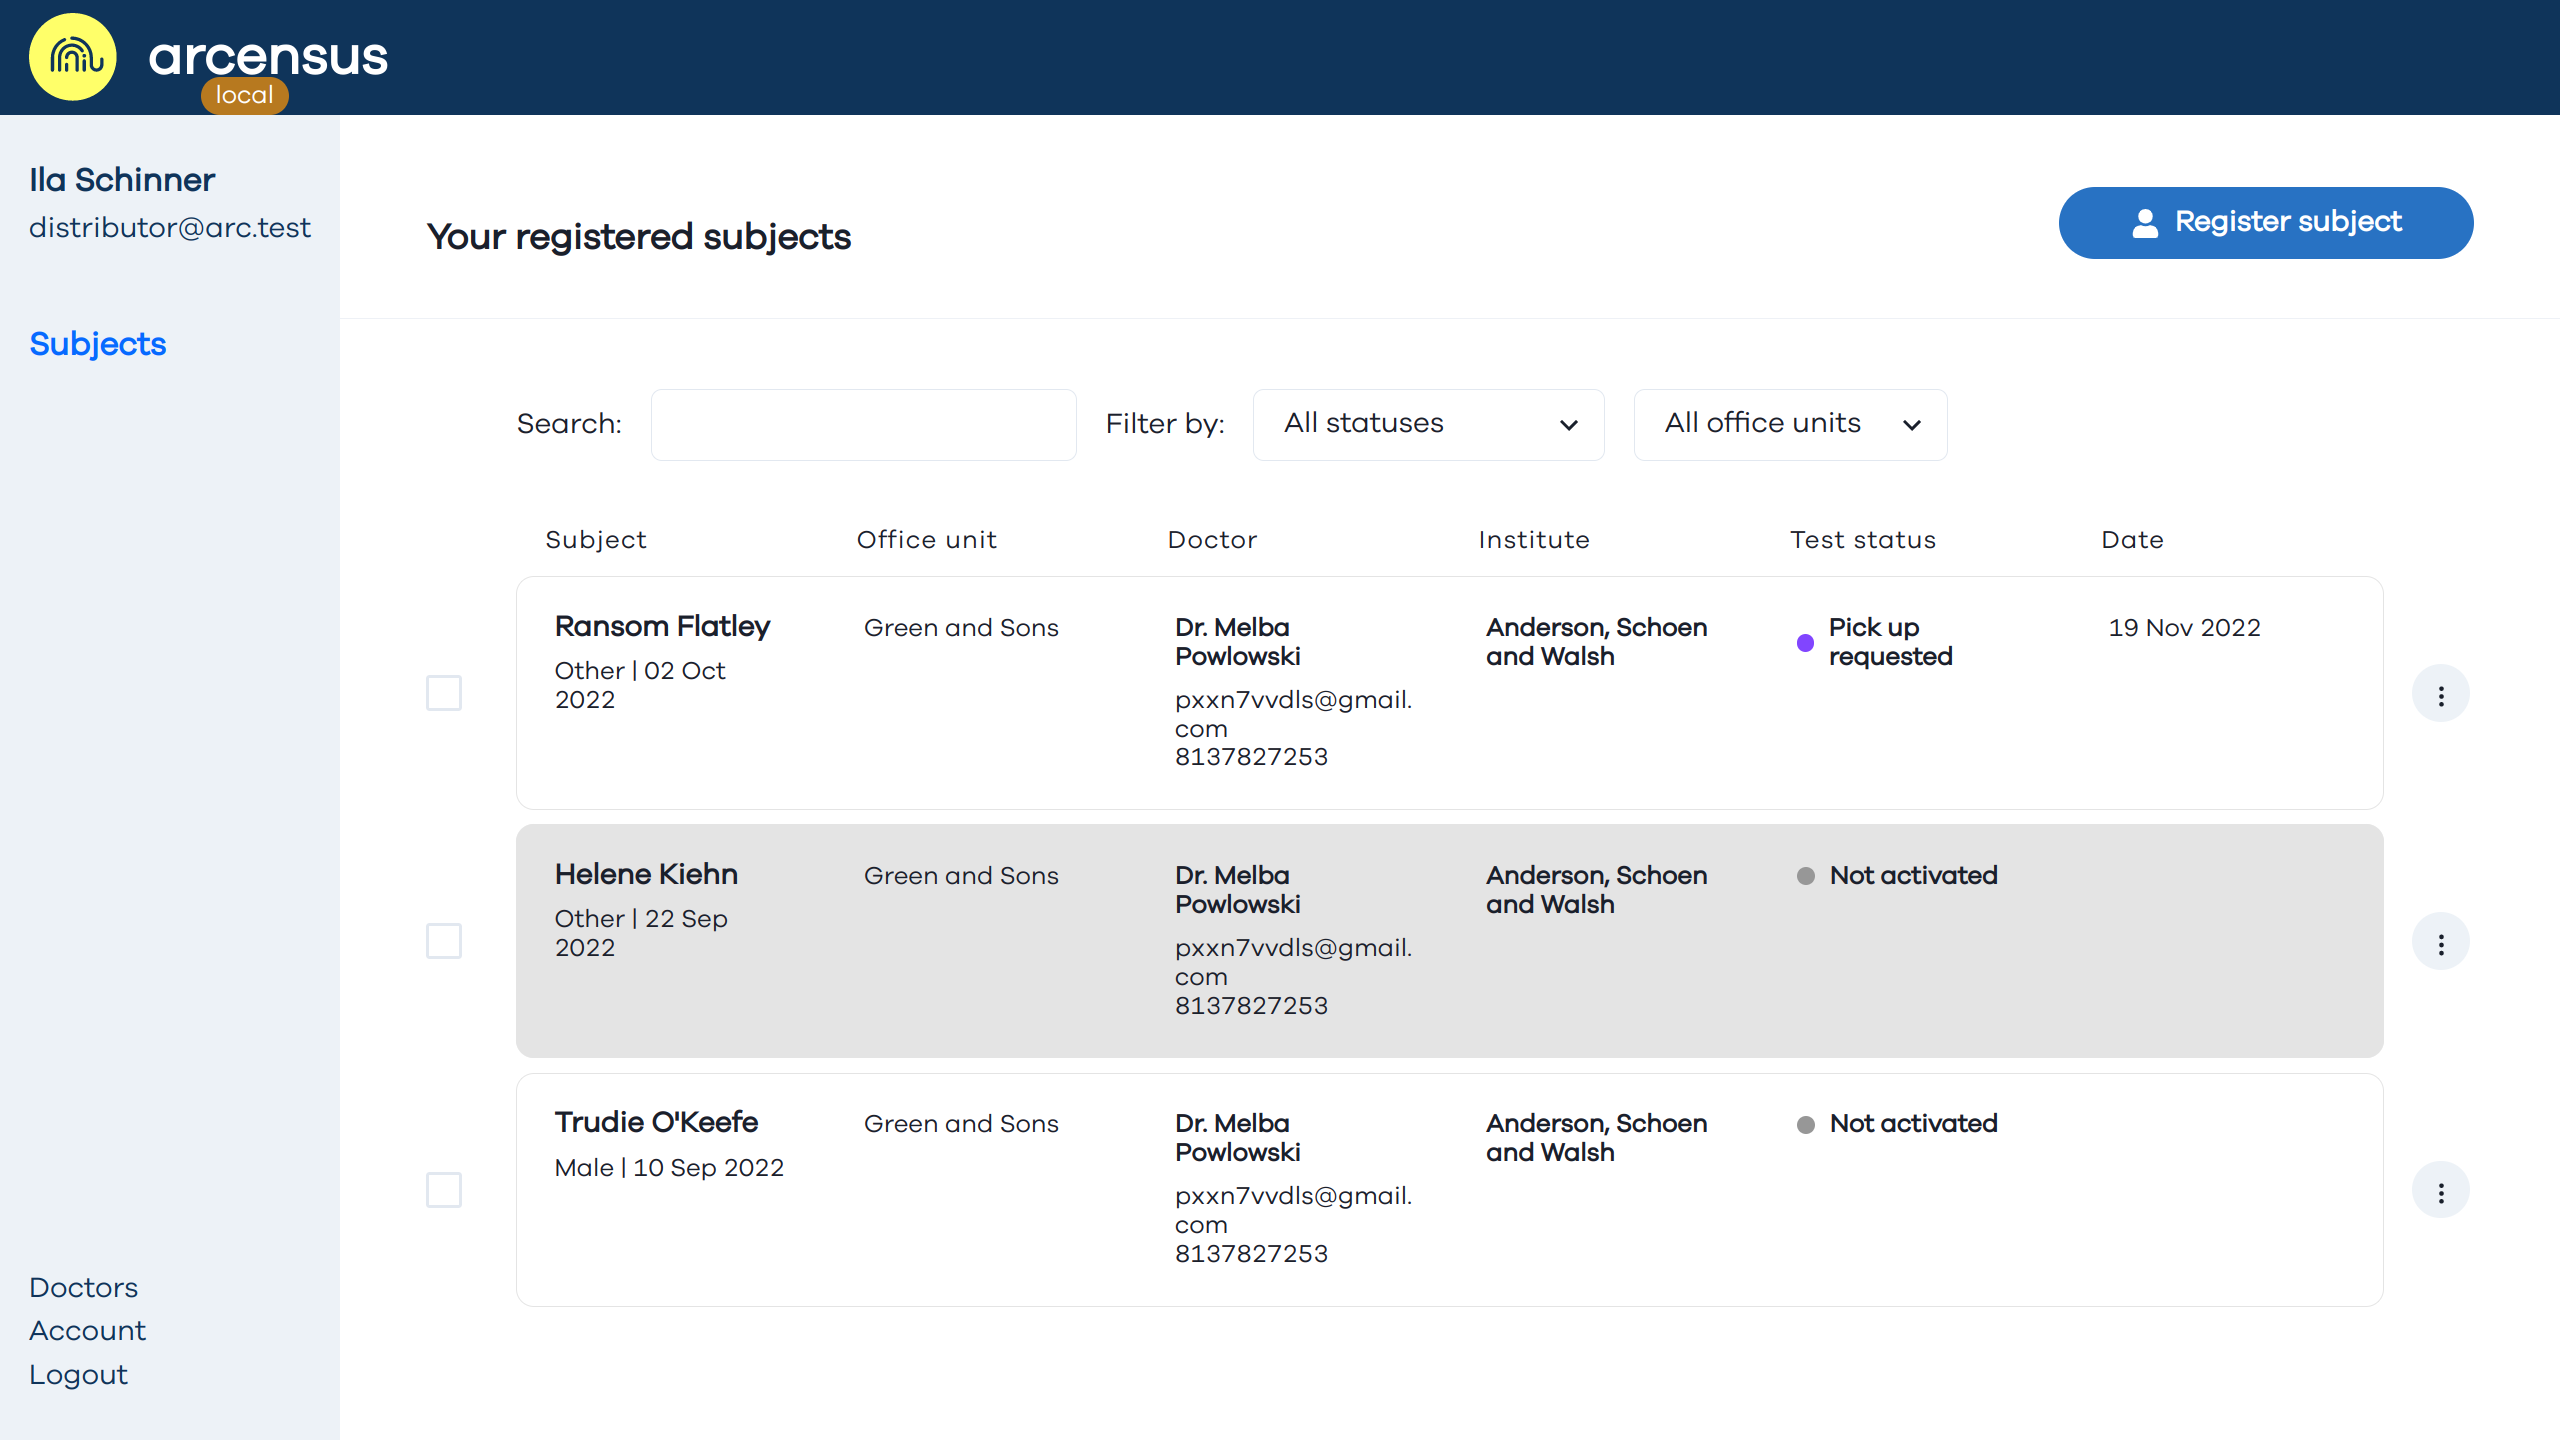 arcensus
local
Ila Schinner
distributor@arc.test
Subjects
Your registered subjects
Register subject
Search:
Filter by:
All statuses
All office units
Subject
Office unit
Doctor
Institute
Test status
Date
Ransom Flatley
Other | 02 Oct
2022
Green and Sons
Dr. Melba
Powlowski
pxxn7vvdls@gmail.
com
8137827253
Anderson, Schoen
and Walsh
Pick up
requested
19 Nov 2022
Helene Kiehn
Other | 22 Sep
2022
Green and Sons
Dr. Melba
Powlowski
pxxn7vvdls@gmail.
com
8137827253
Anderson, Schoen
and Walsh
Not activated
Trudie O'Keefe
Male | 10 Sep 2022
Green and Sons
Dr. Melba
Powlowski
pxxn7vvdls@gmail.
com
8137827253
Anderson, Schoen
and Walsh
Not activated
Doctors
Account
Logout